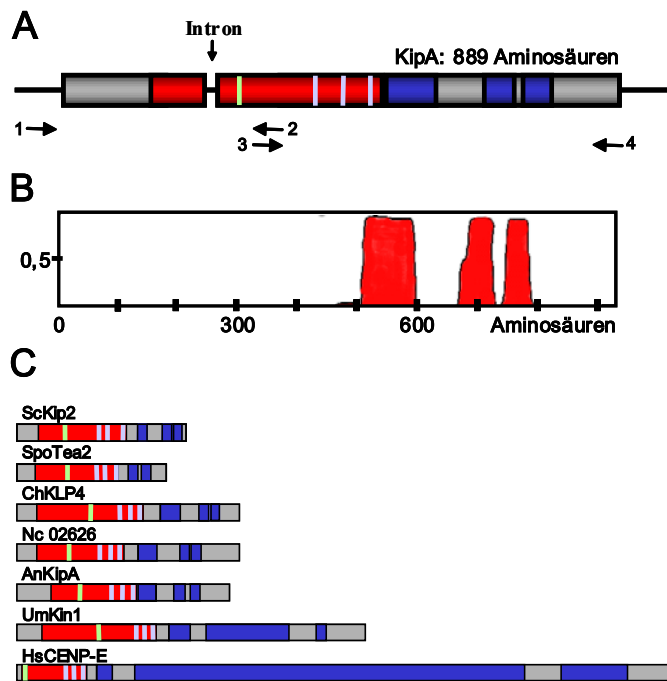 A
Intron
KipA: 889 Aminosäuren
1
2
3
4
B
0,5
0 300 600 Aminosäuren
C
ScKip2
SpoTea2
ChKLP4
Nc 02626
AnKipA
UmKin1
HsCENP-E